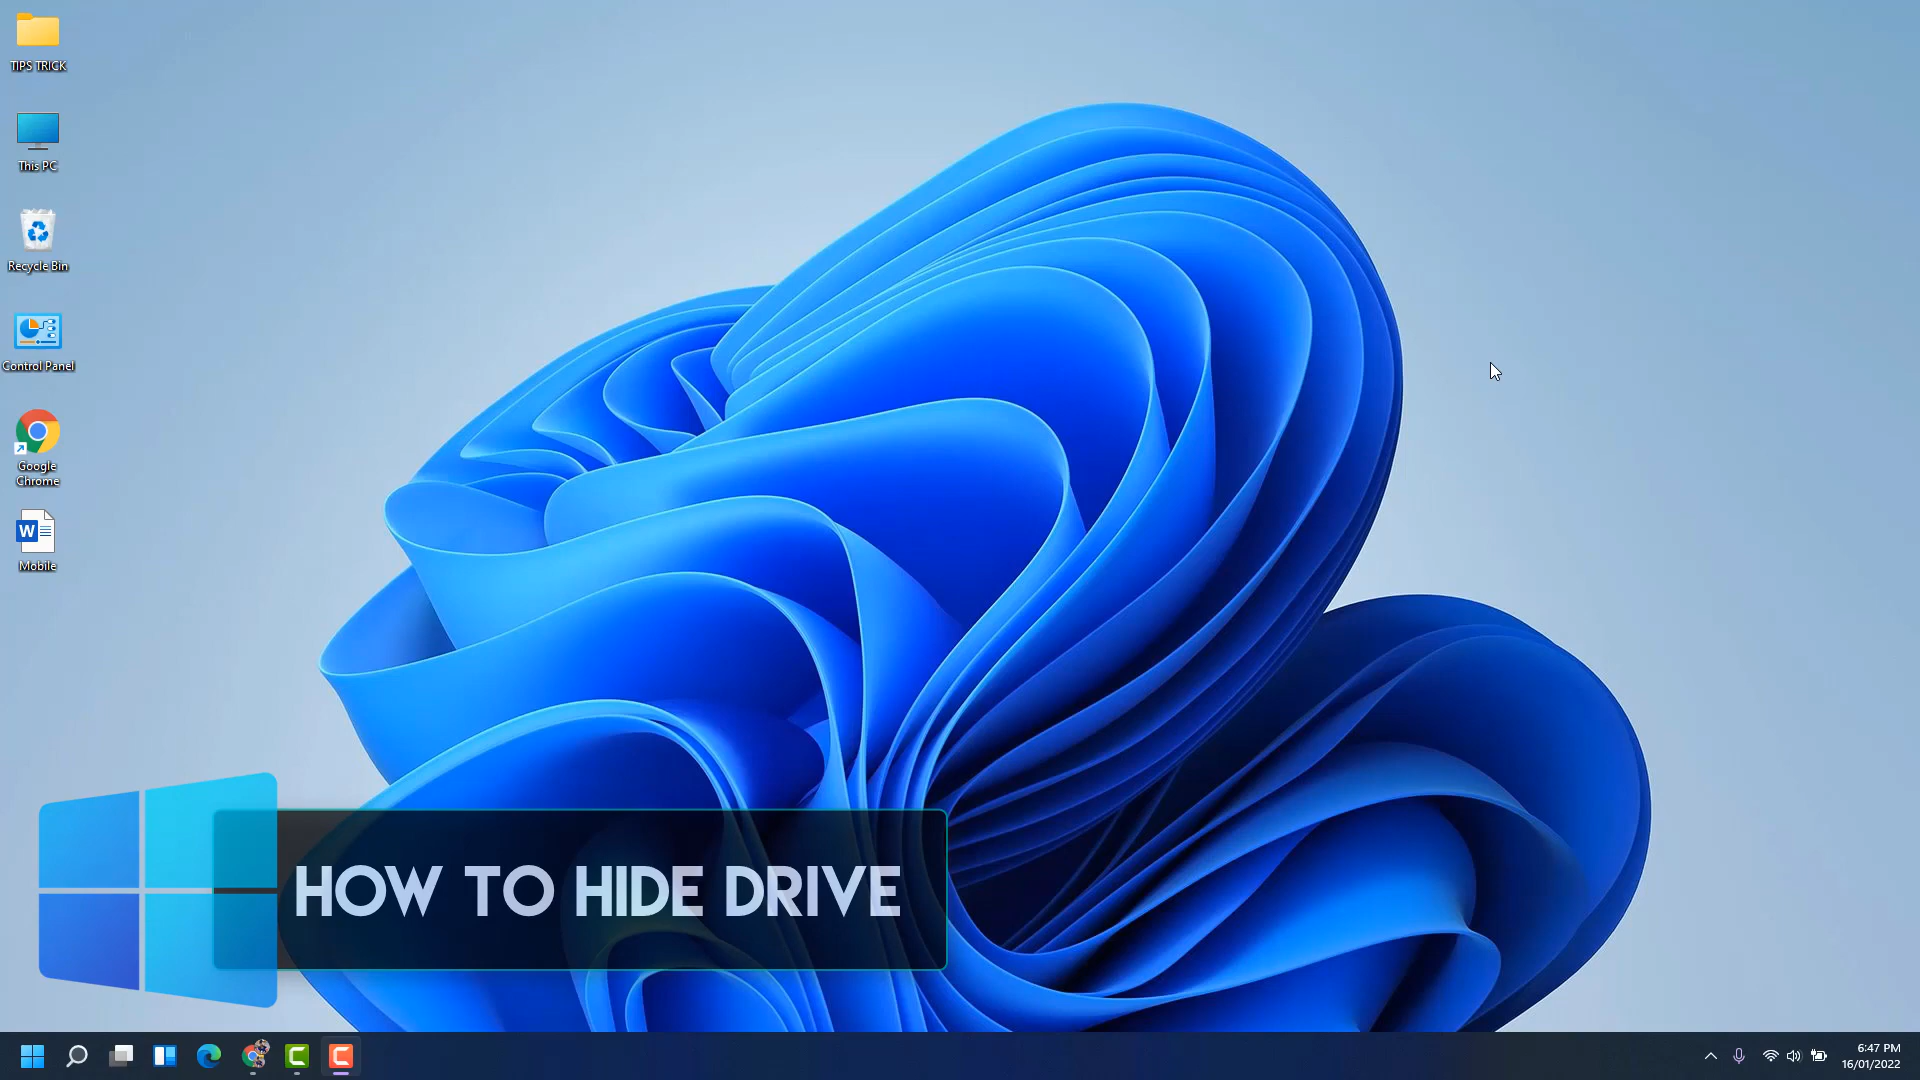 TIPS TRICK
This PC
Recycle Bin
Control Panel
Google
Chrome
W
Mobile
HOW TO HIDE DRIVE
6:47 PM
16/01/2022